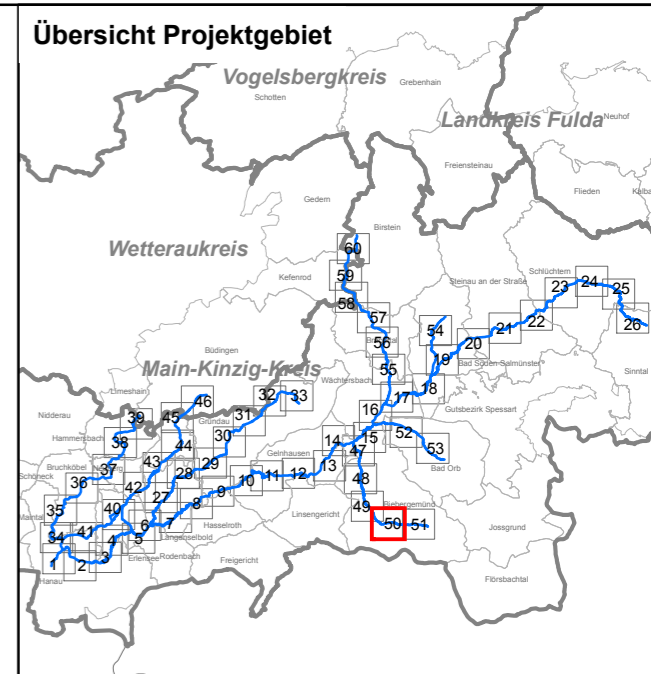 Übersicht Projektgebiet
Vogelsbergkreis
Grebenhain
Schotten
Landkreis Fulda
Neuhof
Freiensteinau
Flieden
Gedern
Birstein
Wetteraukreis
60
Kefenrod
59
Steinau an der Straße
Schlüchtern
23
24
25
58
57
54
22
26
21
56
20
Sinntal
Büdingen
Main-Kinzig-Kreis
19
Bad Soden-Salmünster
55
Wächtersbach
18
17
Limeshain
32
33
46
45
31
39
Nidderau
Gründau
16
Gutsbezirk Spessart
Hammersbach
38
30
44
15
52
14
Gelnhausen
53
47
Bruchköbel
37
43
29
13
Bad Orb
Schöneck
36
28
10
11
12
48
42
9
Biebergemünd
27
8
Linsengericht
49
35
40
Hasselroth
Maintal
41
6
7
50
51
Jossgrund
34
4
5
Langenselbold
Erlensee
Rodenbach
Freigericht
1
2
3
Hanau
Flörsbachtal